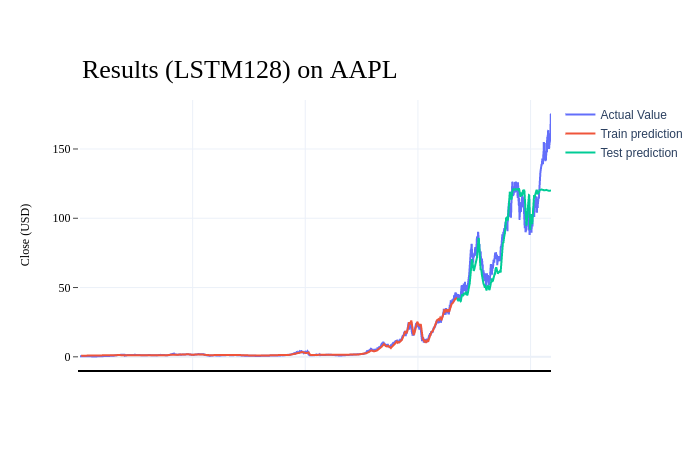 Results (LSTM128) on AAPL
Actual Value
Train prediction
Test prediction
150
100
50
0
Close (USD)